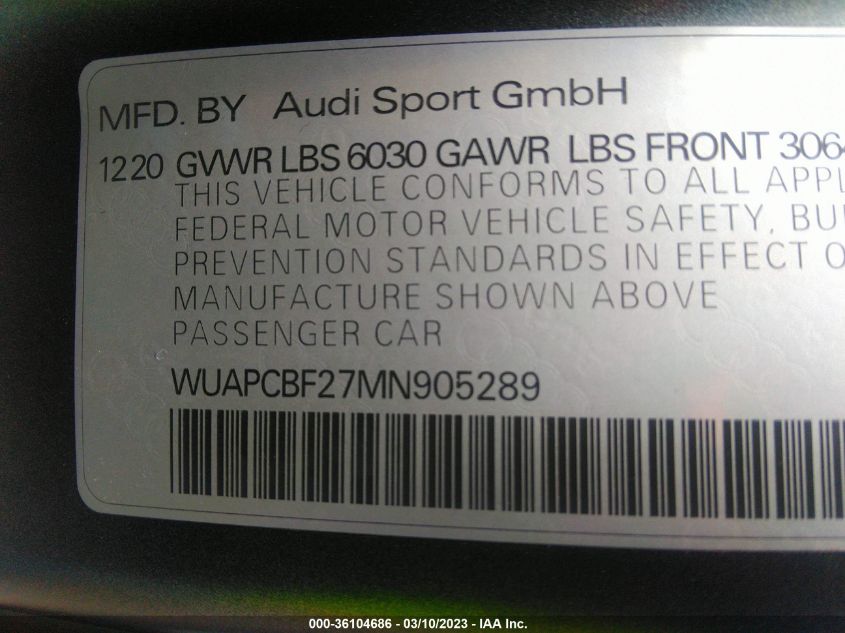 MFD. BY Audi Sport GmbH
1220 GVWR LBS 6030 GAWR LBS FRONT 3064
THIS VEHICLE CONFORMS TO ALL
FEDERAL MOTOR VEHICLE SAFETY,
PREVENTION STANDARDS IN EFFECT
MANUFACTURE SHOWN ABOVE
PASSENGER CAR
WUAPCBF27MN905289
000-36104686 - 03/10/2023 - IAA Inc.